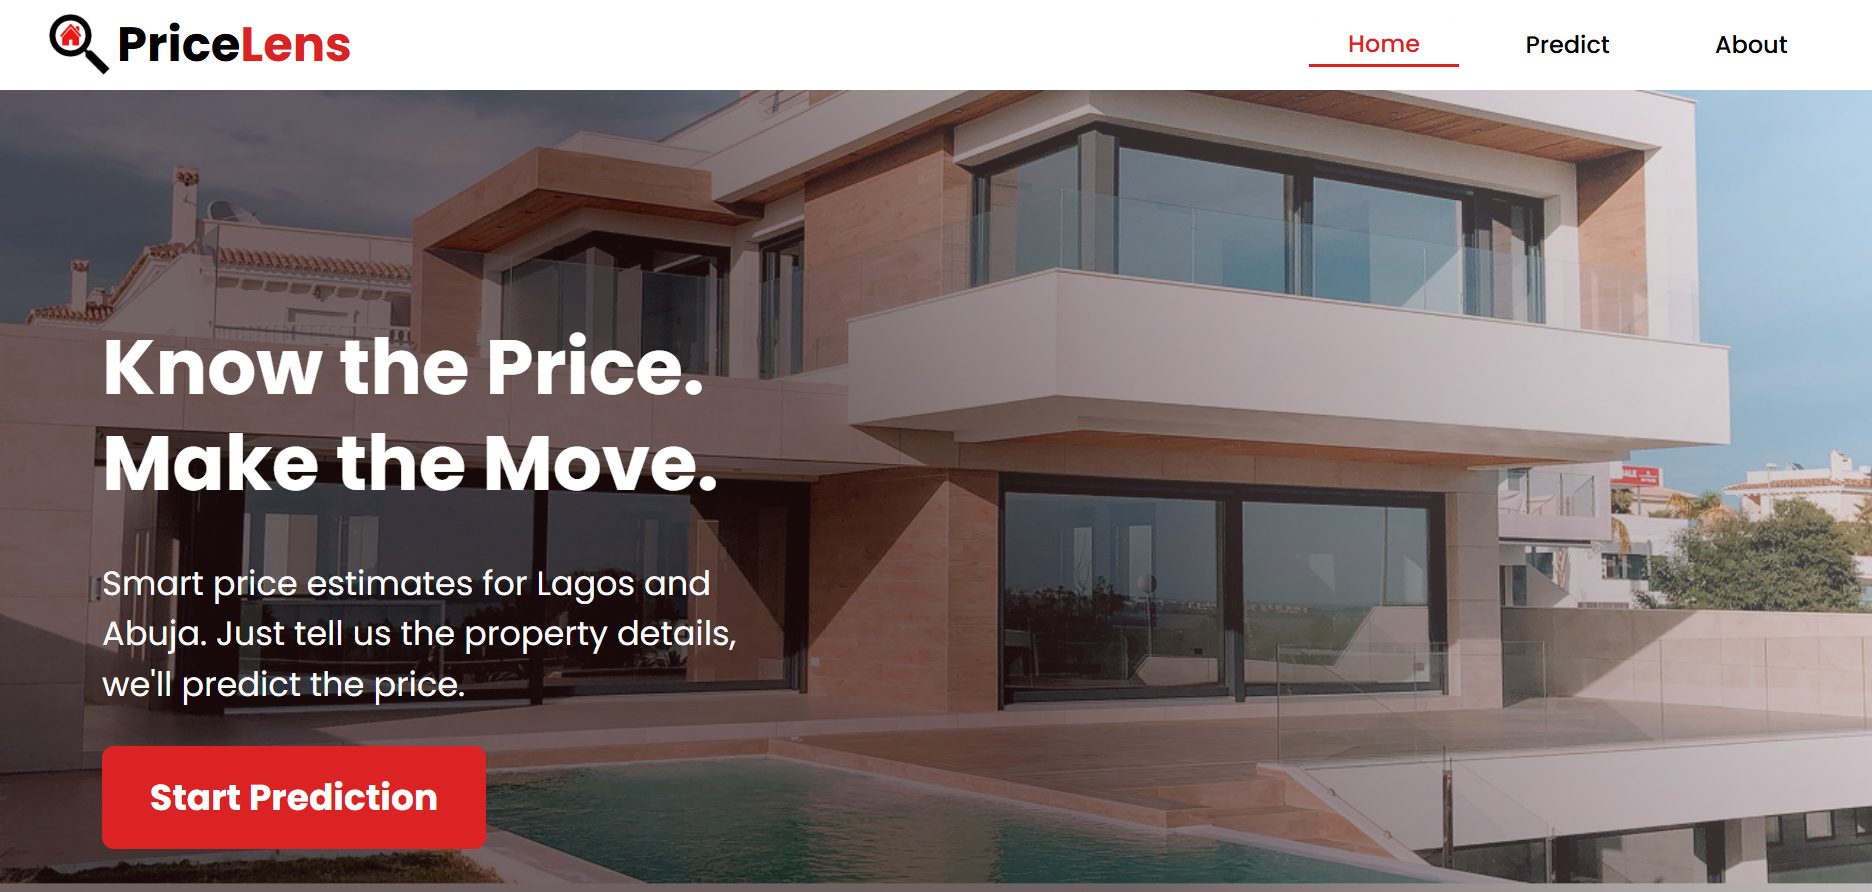 PriceLens
Home
Predict
About
Know the Price.
Make the Move.
Smart price estimates for Lagos and
Abuja. Just tell us the property details,
we'll predict the price.
Start Prediction